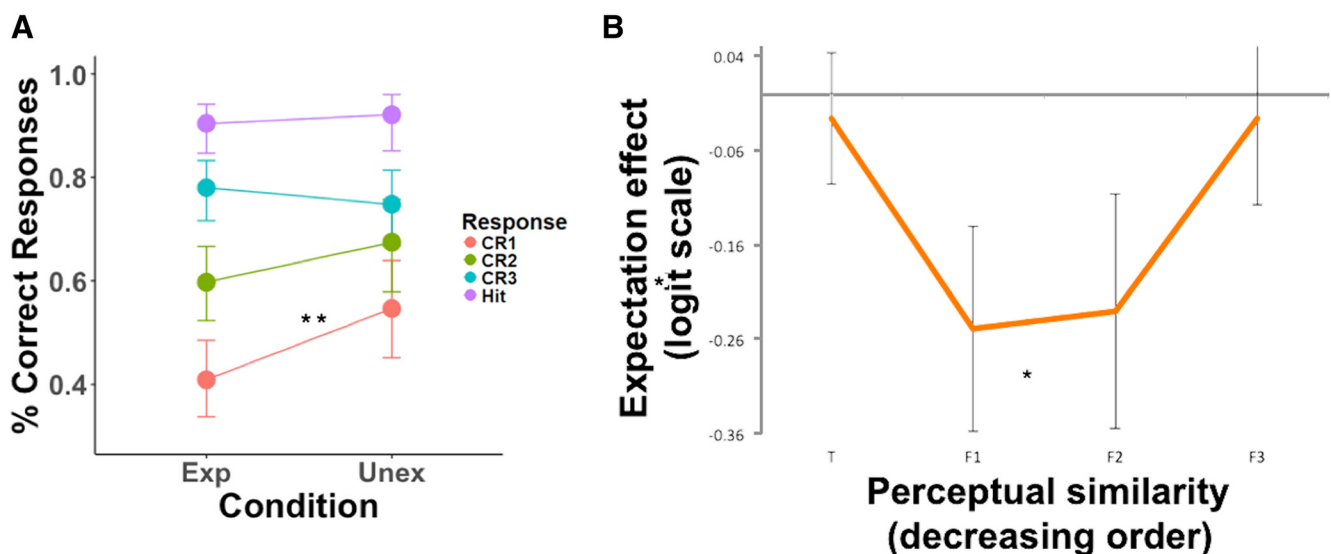 A
% Correct Responses
1.0
0.8
0.6
0.4
**
Exp
Unex
Condition
Response
CR1
CR2
CR3
Hit
B
Expectation effect
(logit scale)
*
0.04
-0.06
-0.16
-0.26
-0.36
*
T
F1
F2
F3
Perceptual similarity
(decreasing order)